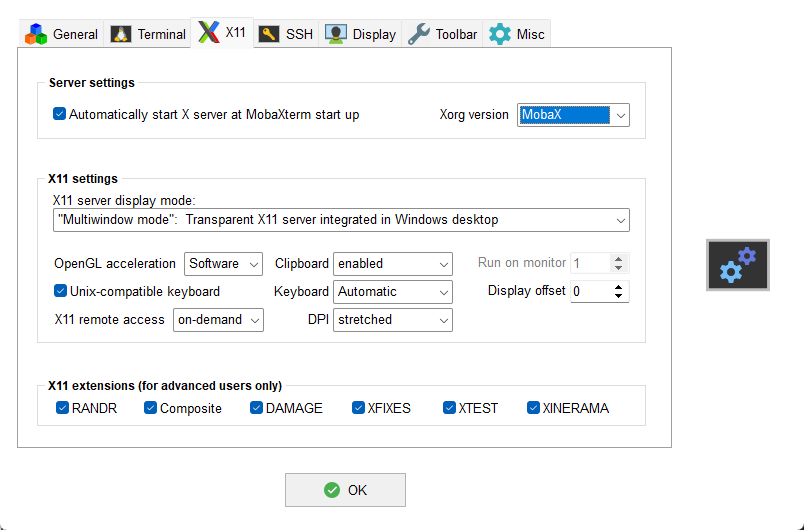 General Terminal X11 SSH Display Toolbar Misc
Server settings
Automatically start X server at MobaXterm start up Xorg version MobaX
X11 settings
X11 server display mode:
"Multiwindow mode": Transparent X11 server integrated in Windows desktop
OpenGL acceleration Software Clipboard enabled Run on monitor 1
Unix-compatible keyboard Keyboard Automatic Display offset 0
X11 remote access on-demand DPI stretched
X11 extensions (for advanced users only)
RANDR Composite DAMAGE XFIXES XTEST XINERAMA
OK